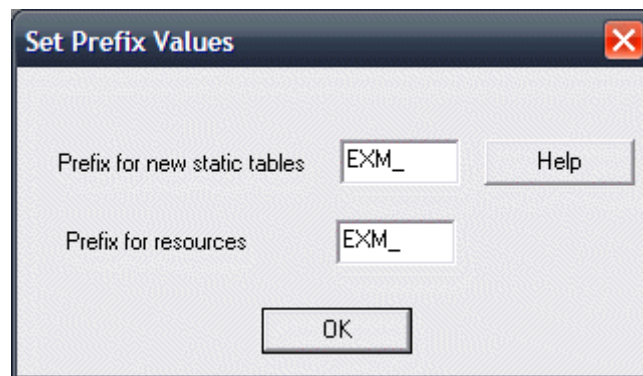 Set Prefix Values
Prefix for new static tables EXM_ Help
Prefix for resources EXM_
OK